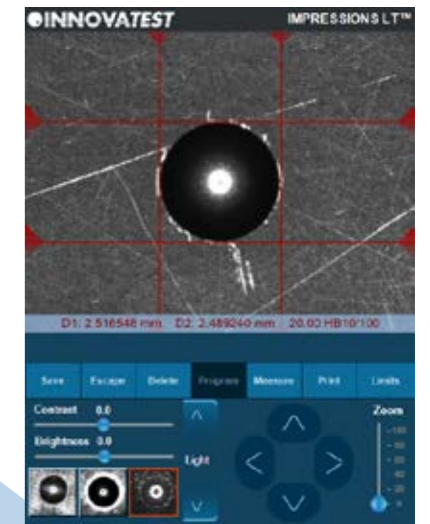 INNOVATEST IMPRESSIONS LT™
D1: 2.516548 mm D2: 2.489240 mm 20.00 HB10/100
Save Escape Delete Program Measure Print Limits
Contrast 0.0
Zoom
Brightness 0.0
Light